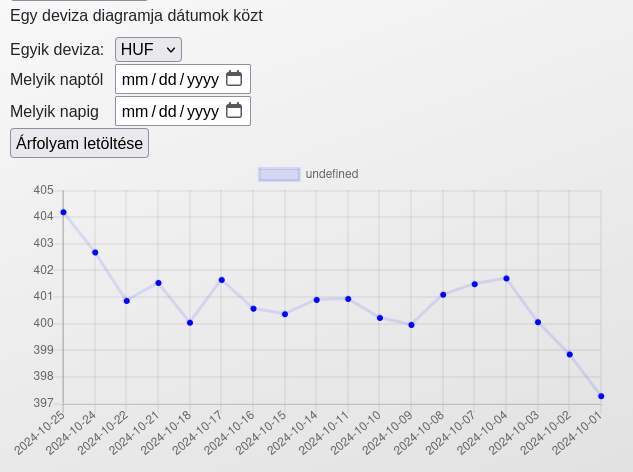 Egy deviza diagramja dátumok közt
Egyik deviza: HUF
Melyik naptól mm/dd/yyyy
Melyik napig mm/dd/yyyy
Árfolyam letöltése
undefined
405
404
403
402
401
400
399
398
397
2024-10-25 2024-10-24 2024-10-22 2024-10-21 2024-10-18 2024-10-17 2024-10-16 2024-10-15 2024-10-14 2024-10-11 2024-10-10 2024-10-09 2024-10-08 2024-10-07 2024-10-04 2024-10-03 2024-10-02 2024-10-01